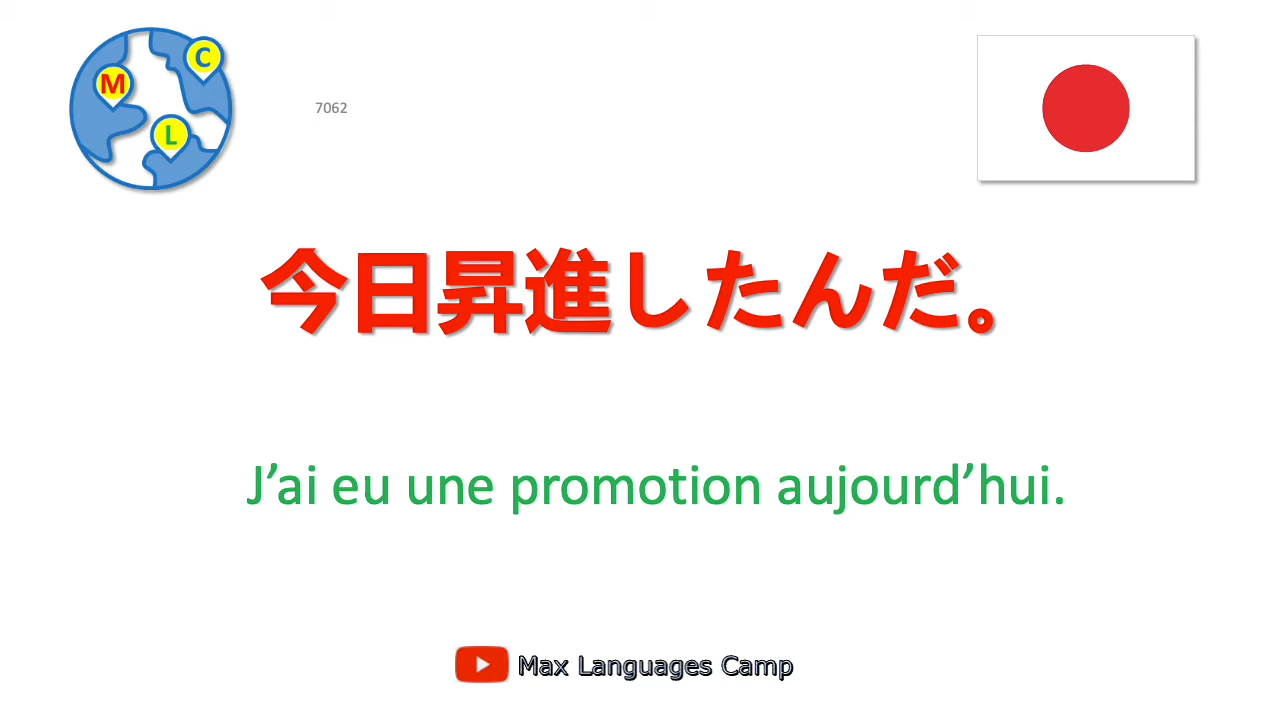 C
M
L
7062
今日昇進したんだ。
J’ai eu une promotion aujourd’hui.
Max Languages Camp